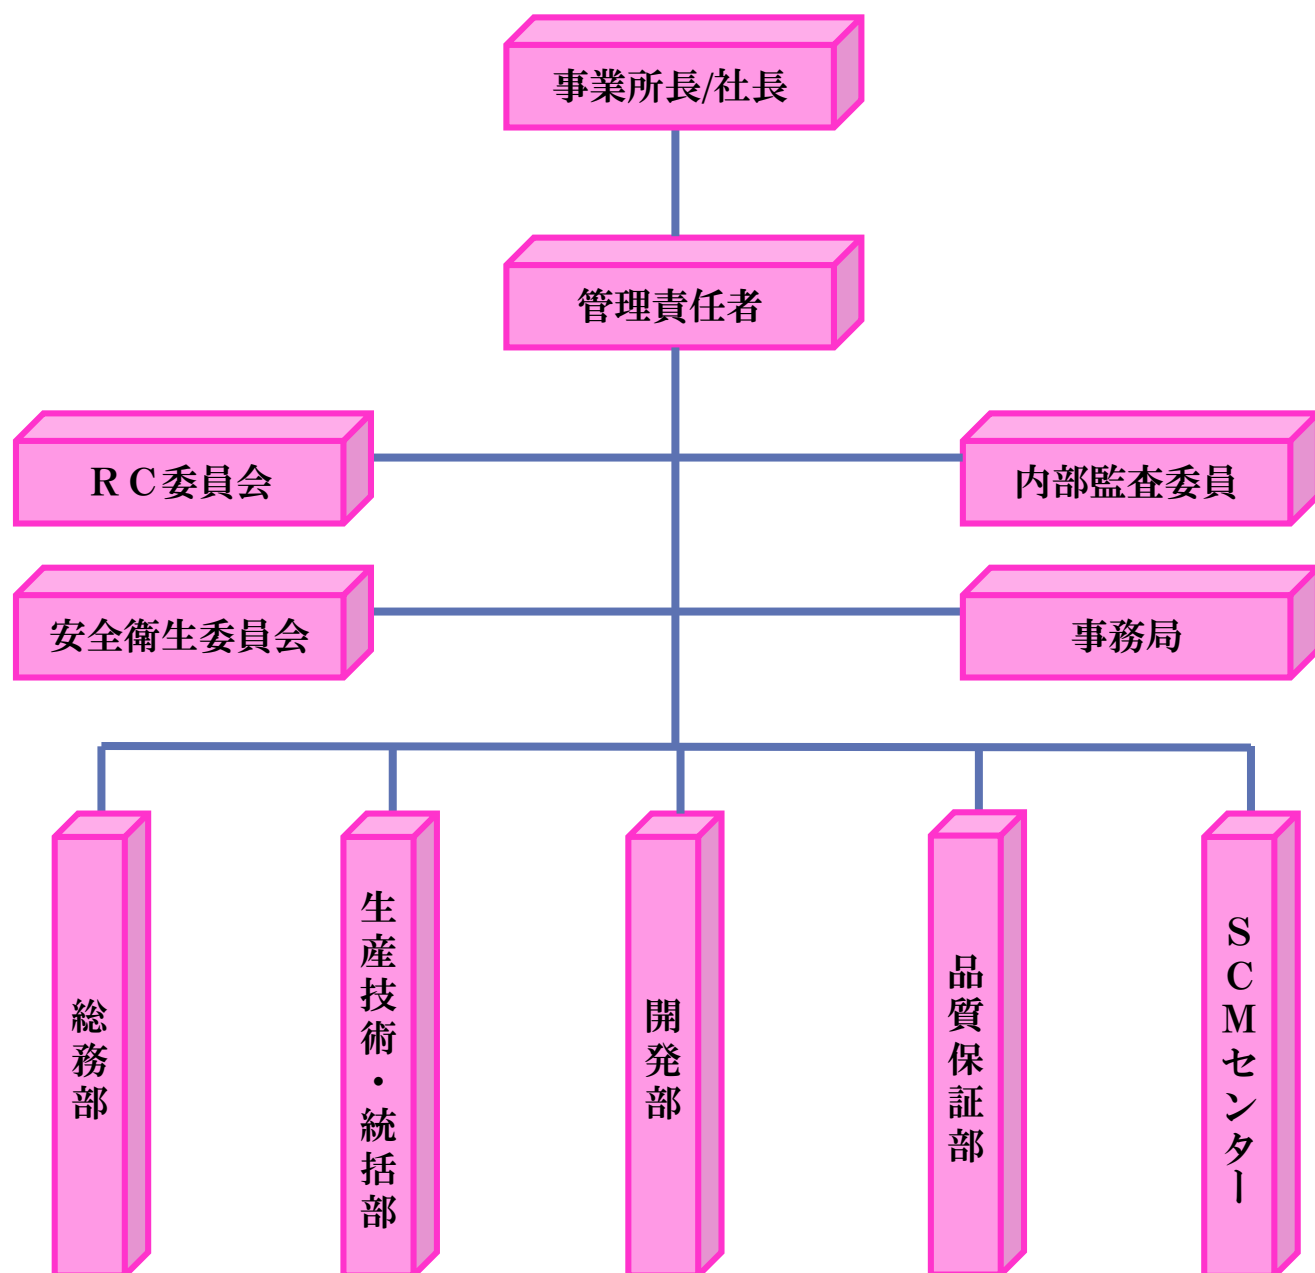 事業所長/社長
管理責任者
ＲＣ委員会
内部監査委員
安全衛生委員会
事務局
総務部
生産技術・統括部
開発部
品質保証部
SCMセンター